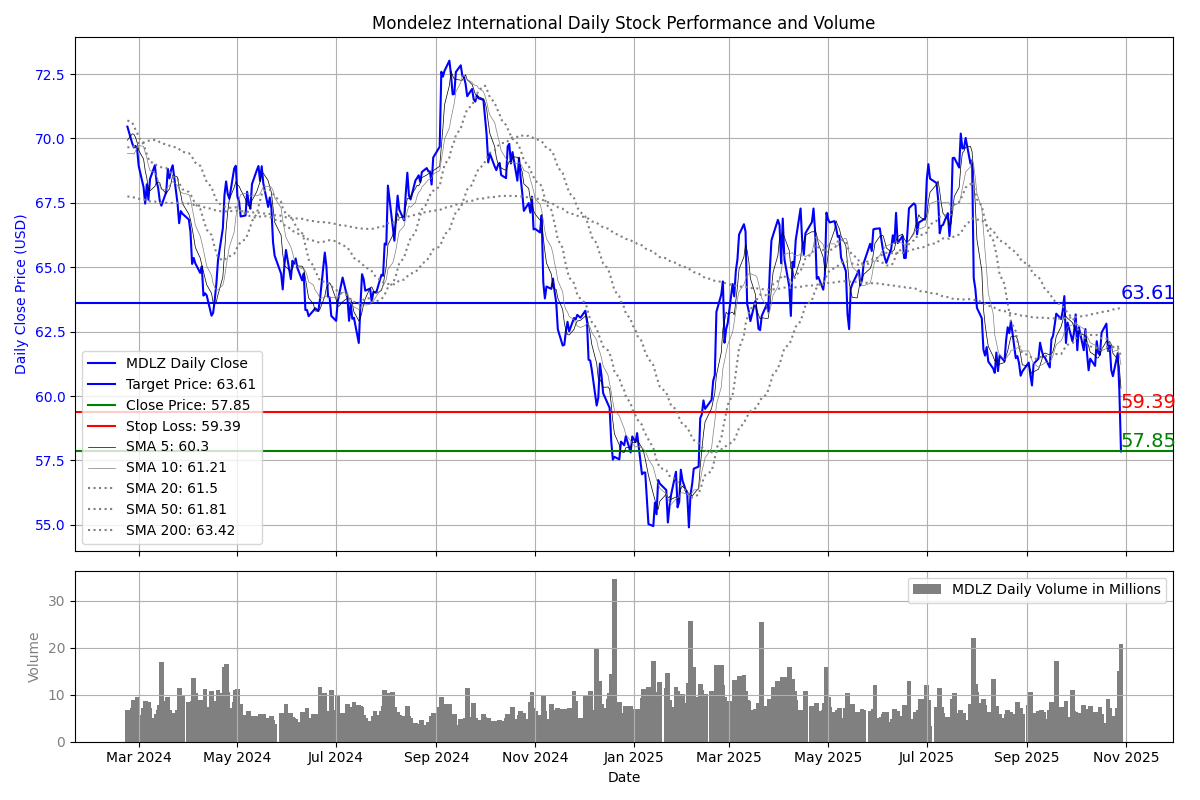 Mondelez International Daily Stock Performance and Volume
72.5
70.0
67.5
65.0
62.5
60.0
57.5
55.0
Daily Close Price (USD)
63.61
59.39
57.85
MDLZ Daily Close
Target Price: 63.61
Close Price: 57.85
Stop Loss: 59.39
SMA 5: 60.3
SMA 10: 61.21
SMA 20: 61.5
SMA 50: 61.81
SMA 200: 63.42
MDLZ Daily Volume in Millions
30
20
10
0
Volume
Mar 2024 May 2024 Jul 2024 Sep 2024 Nov 2024 Jan 2025 Mar 2025 May 2025 Jul 2025 Sep 2025 Nov 2025
Date